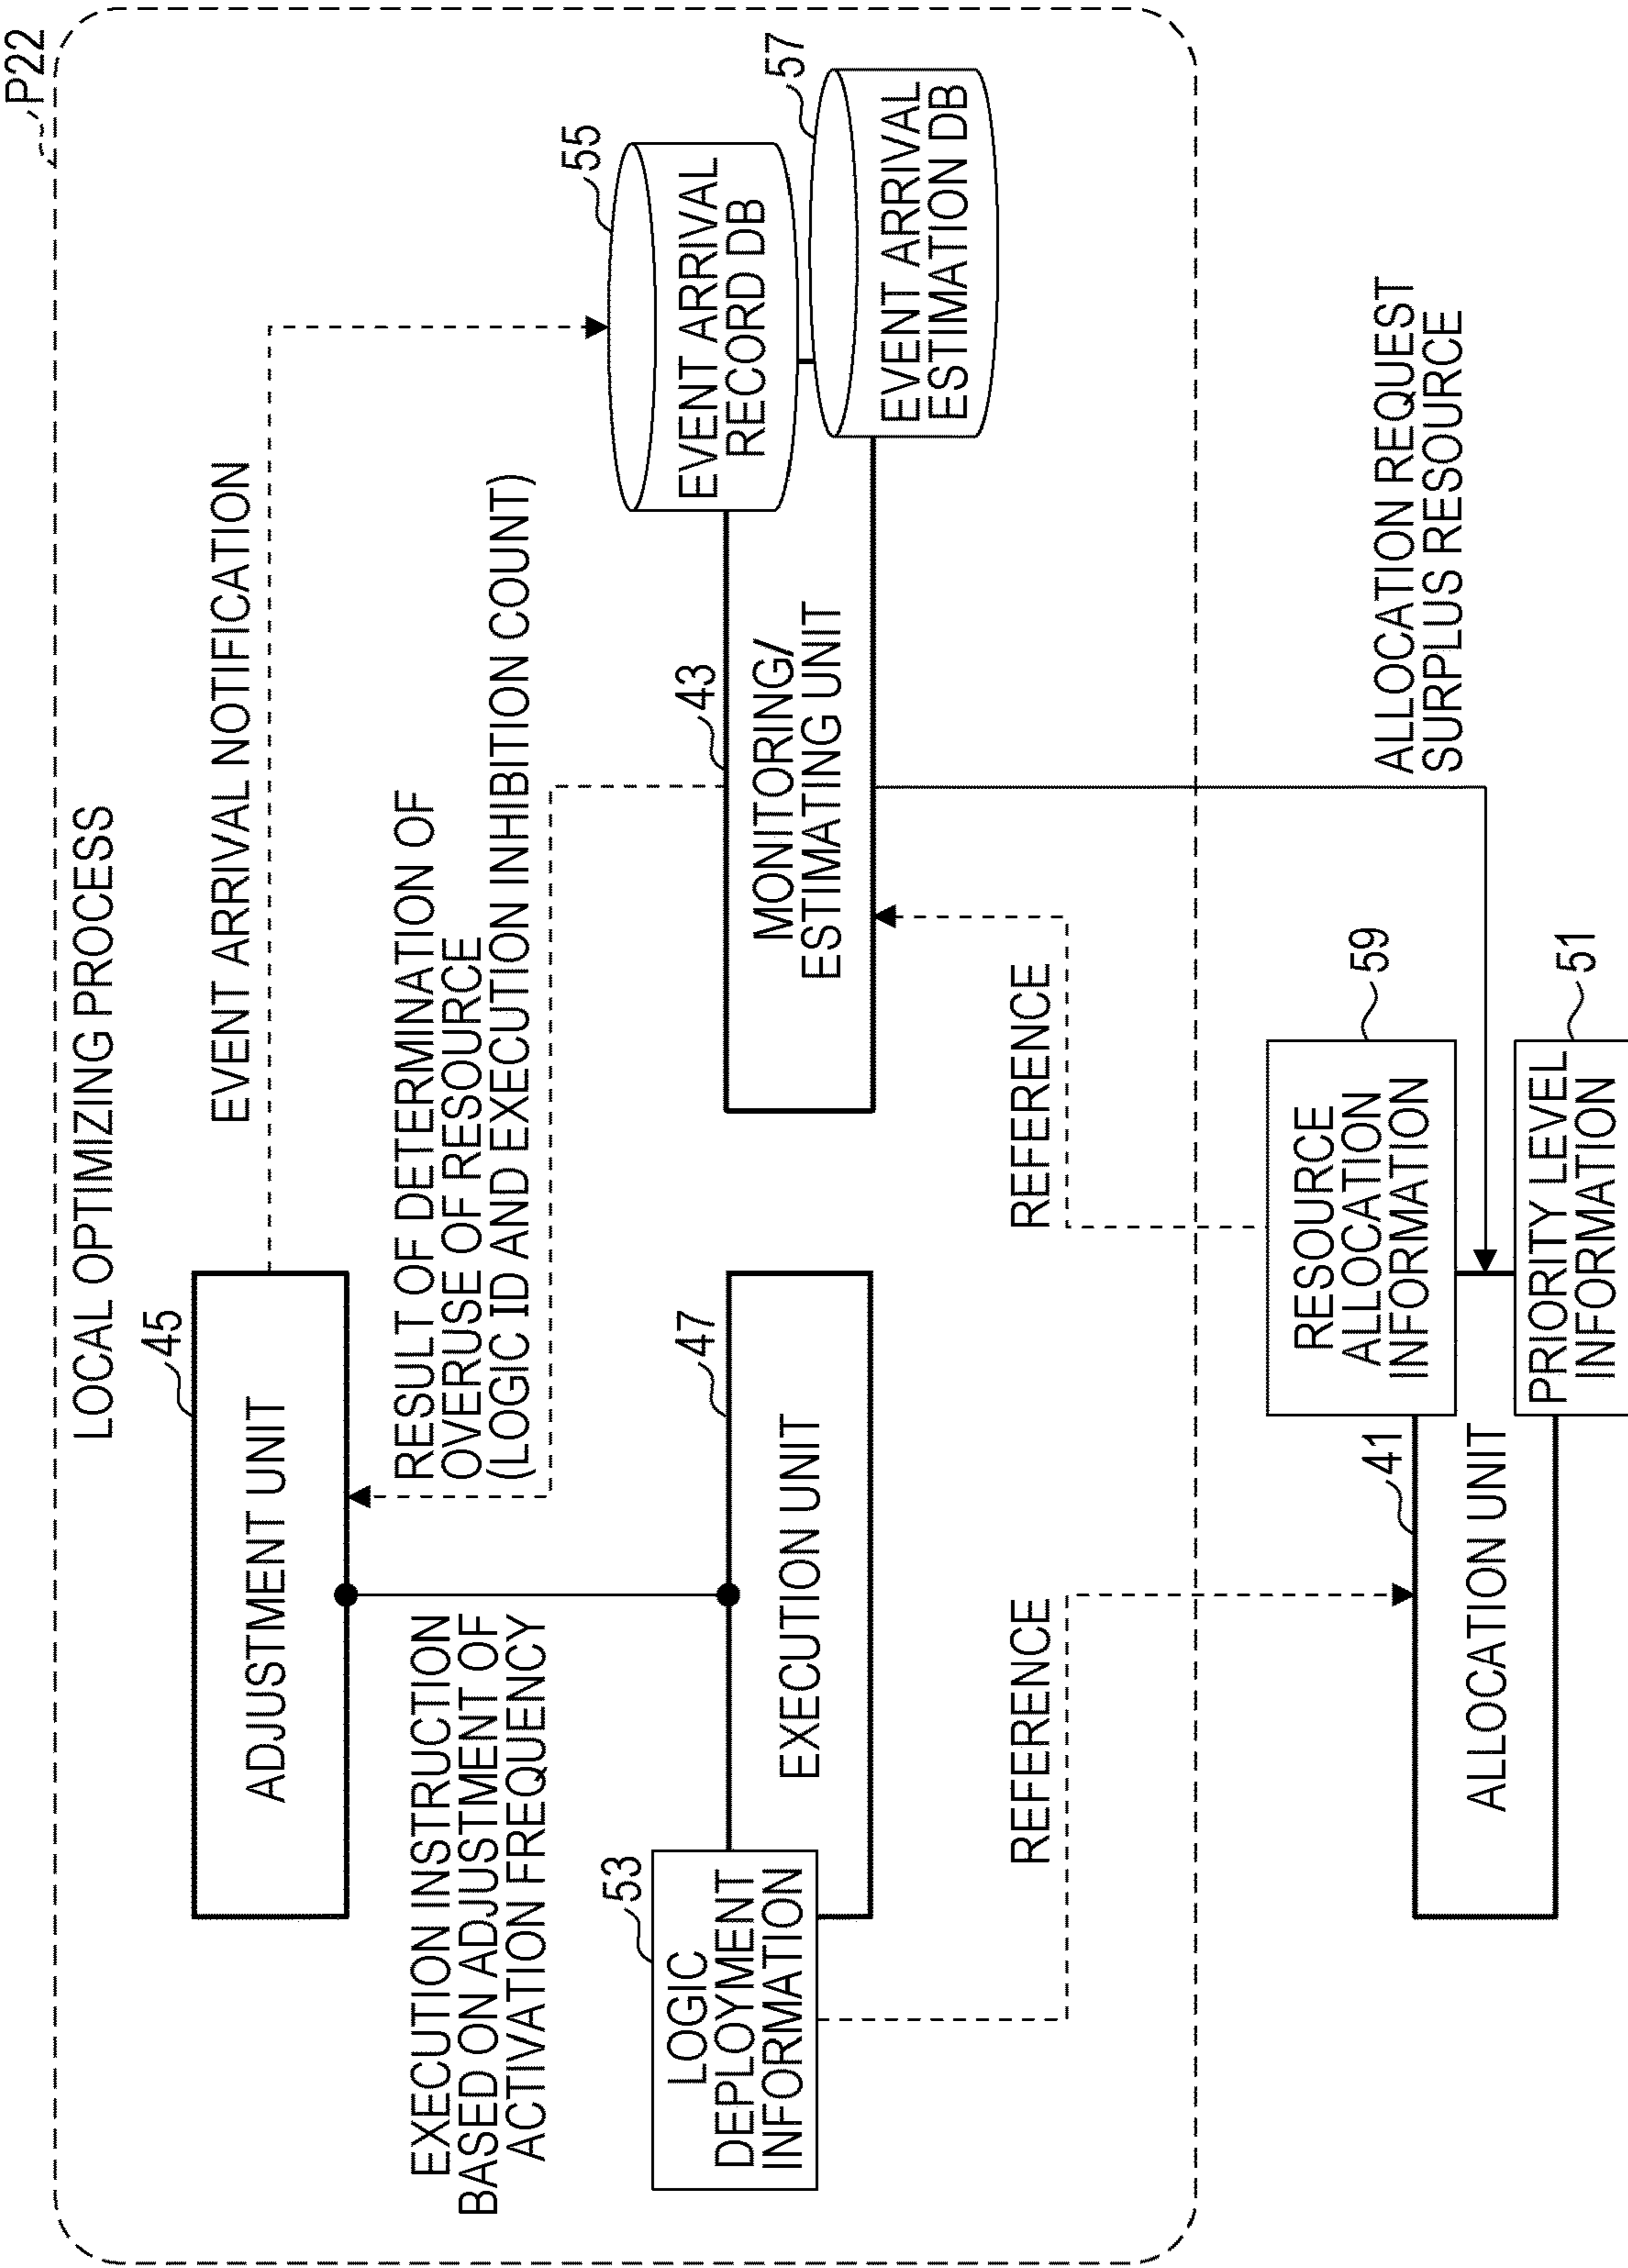 P22
LOCAL OPTIMIZING PROCESS
45
ADJUSTMENT UNIT
EVENT ARRIVAL NOTIFICATION
EXECUTION INSTRUCTION
BASED ON ADJUSTMENT OF
ACTIVATION FREQUENCY
RESULT OF DETERMINATION OF
OVERUSE OF RESOURCE
(LOGIC ID AND EXECUTION INHIBITION COUNT)
55
EVENT ARRIVAL
RECORD DB
57
EVENT ARRIVAL
ESTIMATION DB
53
LOGIC
DEPLOYMENT
INFORMATION
47
EXECUTION UNIT
43
MONITORING/
ESTIMATING UNIT
REFERENCE
REFERENCE
41
ALLOCATION UNIT
RESOURCE
ALLOCATION
INFORMATION
59
PRIORITY LEVEL
INFORMATION
51
ALLOCATION REQUEST
SURPLUS RESOURCE